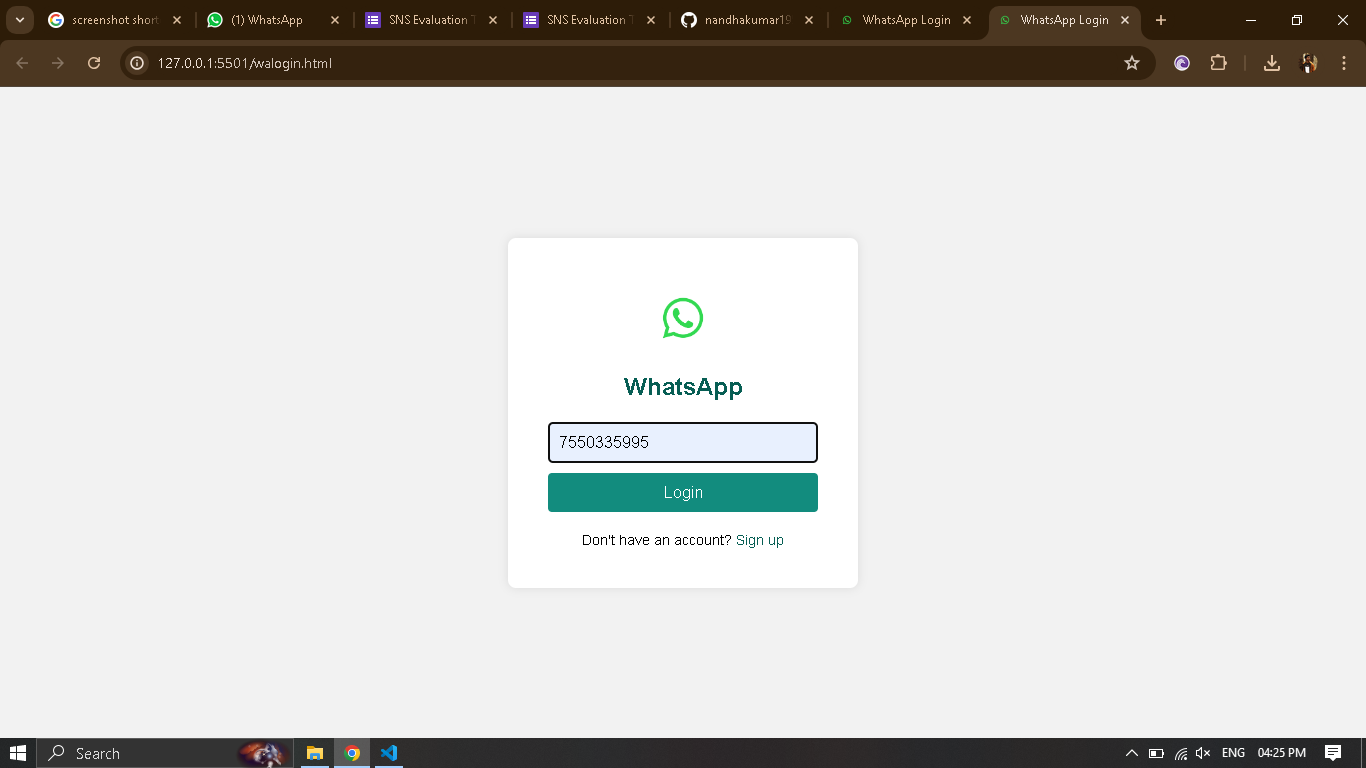 screenshot short
(1) WhatsApp
SNS Evaluation T
SNS Evaluation T
nandhakumar19
WhatsApp Login
WhatsApp Login
127.0.0.1:5501/walogin.html
WhatsApp
7550335995
Login
Don't have an account? Sign up
Search
ENG
04:25 PM